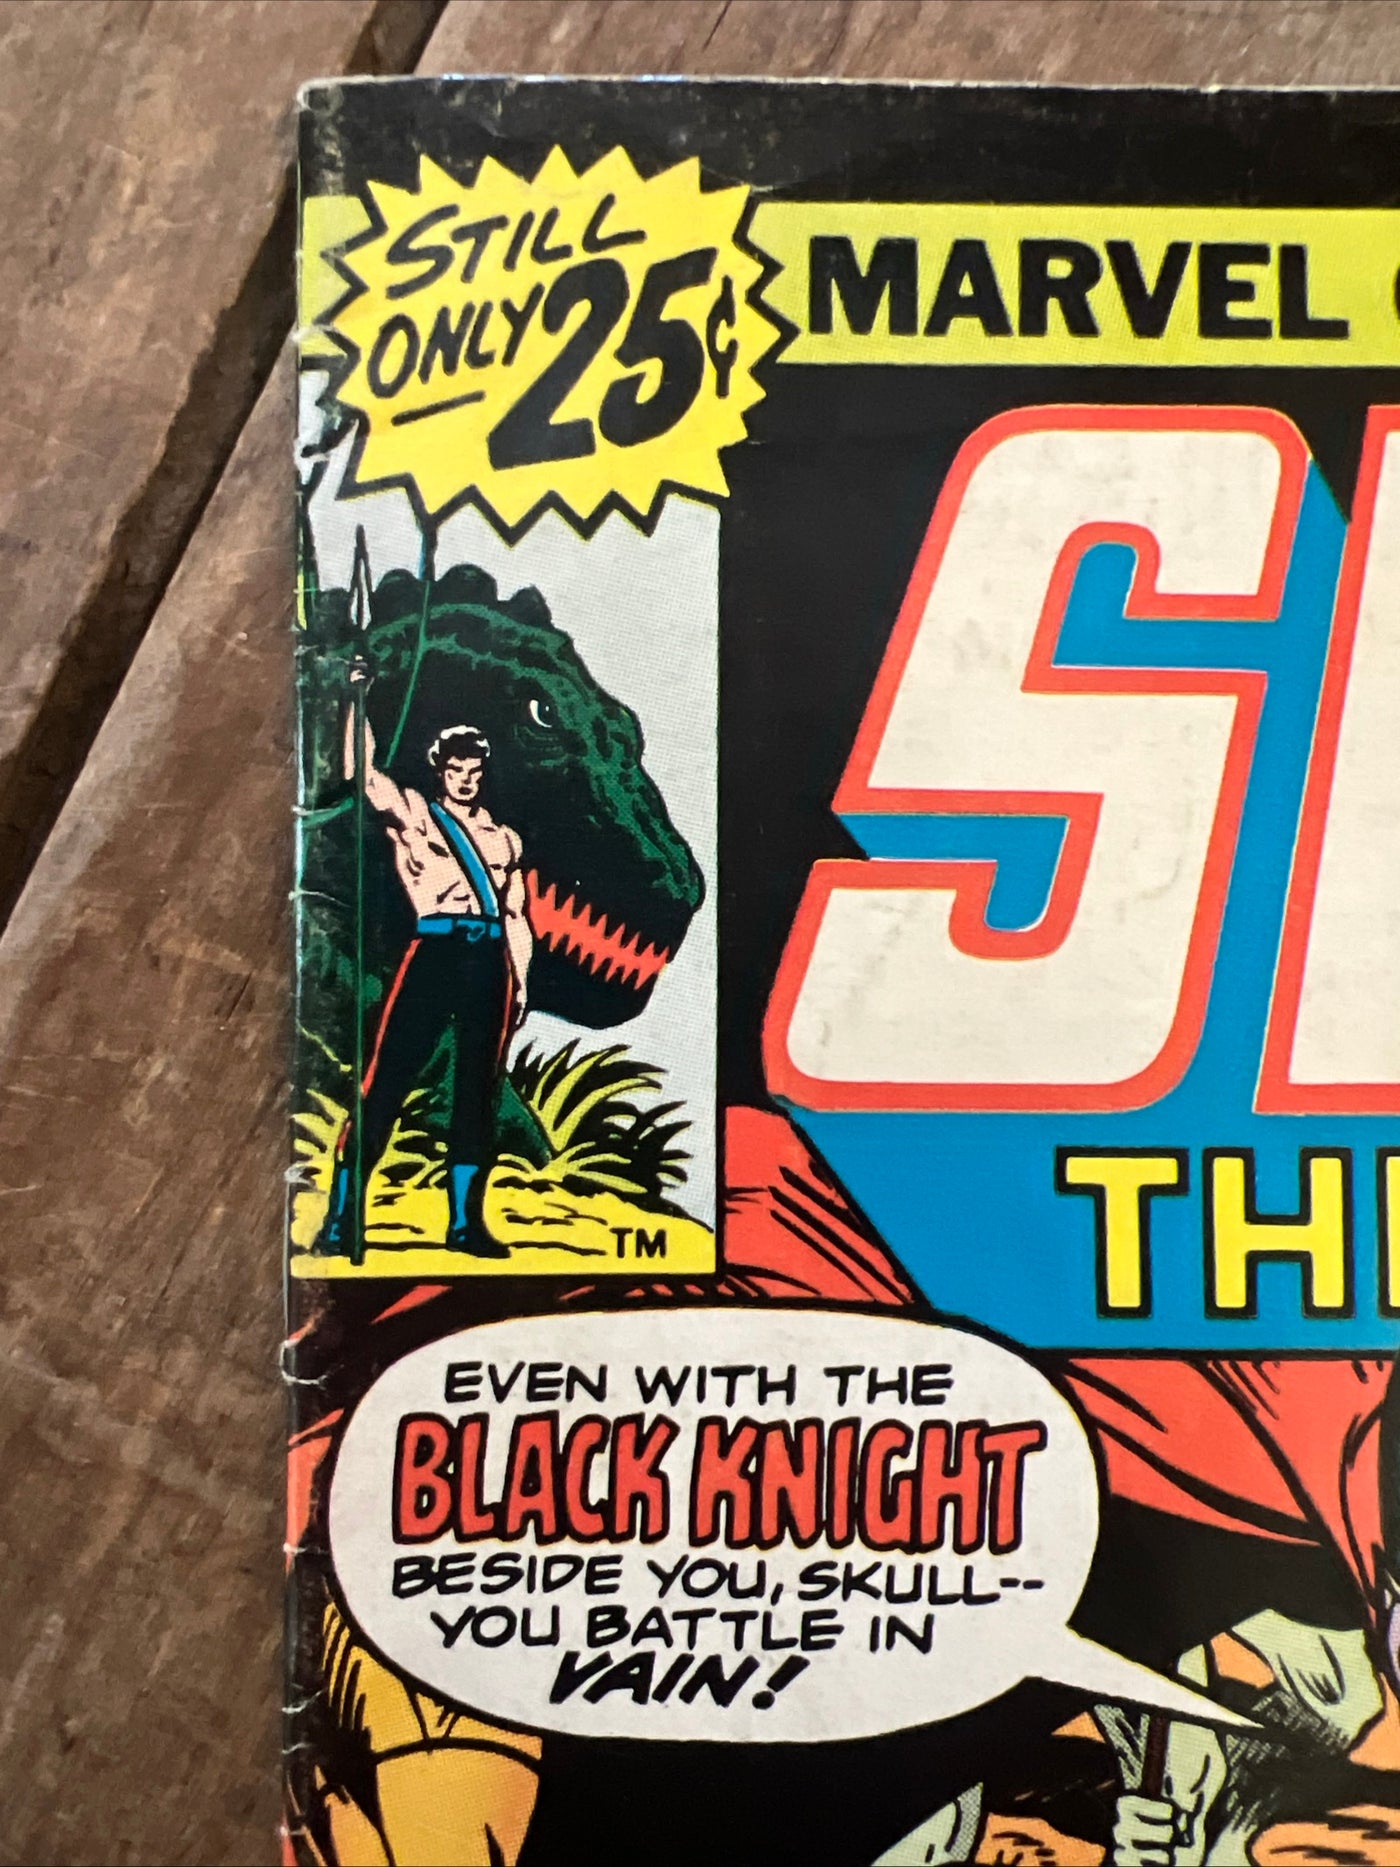 STILL
ONLY 25¢
MARVEL
TM
EVEN WITH THE
BLACK KNIGHT
BESIDE YOU, SKULL--
YOU BATTLE IN
VAIN!